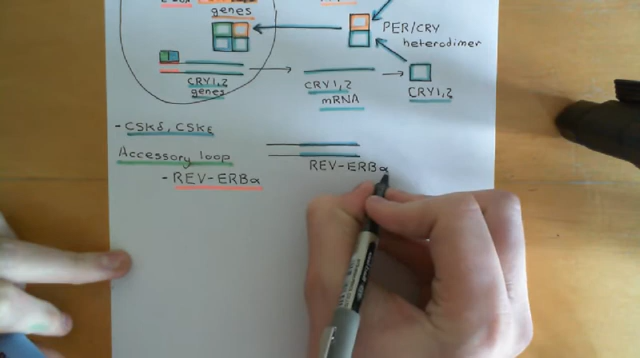 genes
PER/CRY
heterodimer
CRY1,2
genes
CRY1,2
mRNA
CRY1,2
- CSKδ, CSKε
Accessory loop
- REV-ERBα
REV-ERBα